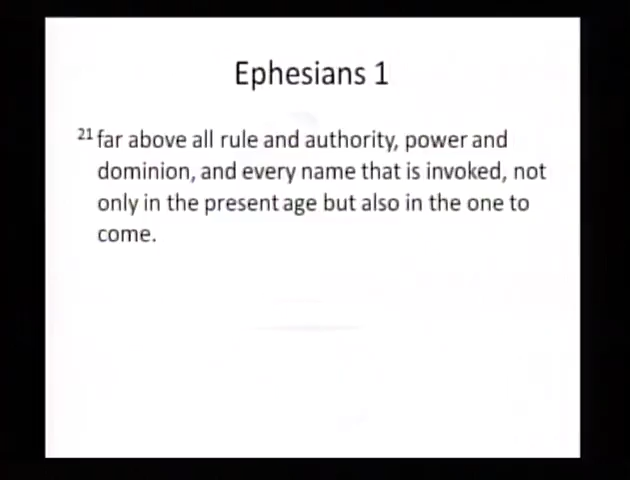 Ephesians 1
21 far above all rule and authority, power and
dominion, and every name that is invoked, not
only in the present age but also in the one to
come.